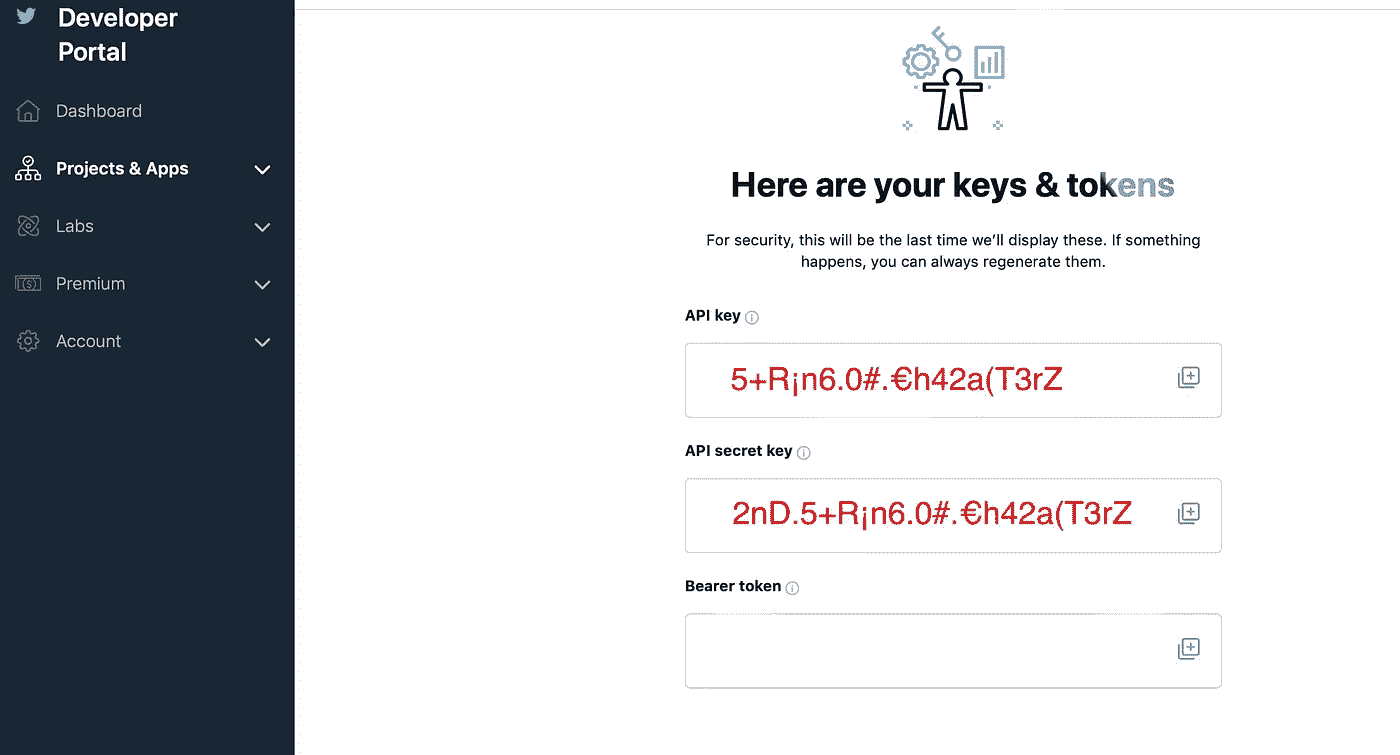 Developer
Portal
Dashboard
Projects & Apps
Labs
Premium
Account
Here are your keys & tokens
For security, this will be the last time we’ll display these. If something
happens, you can always regenerate them.
API key
5+R¡n6.0#.€h42a(T3rZ
API secret key
2nD.5+R¡n6.0#.€h42a(T3rZ
Bearer token